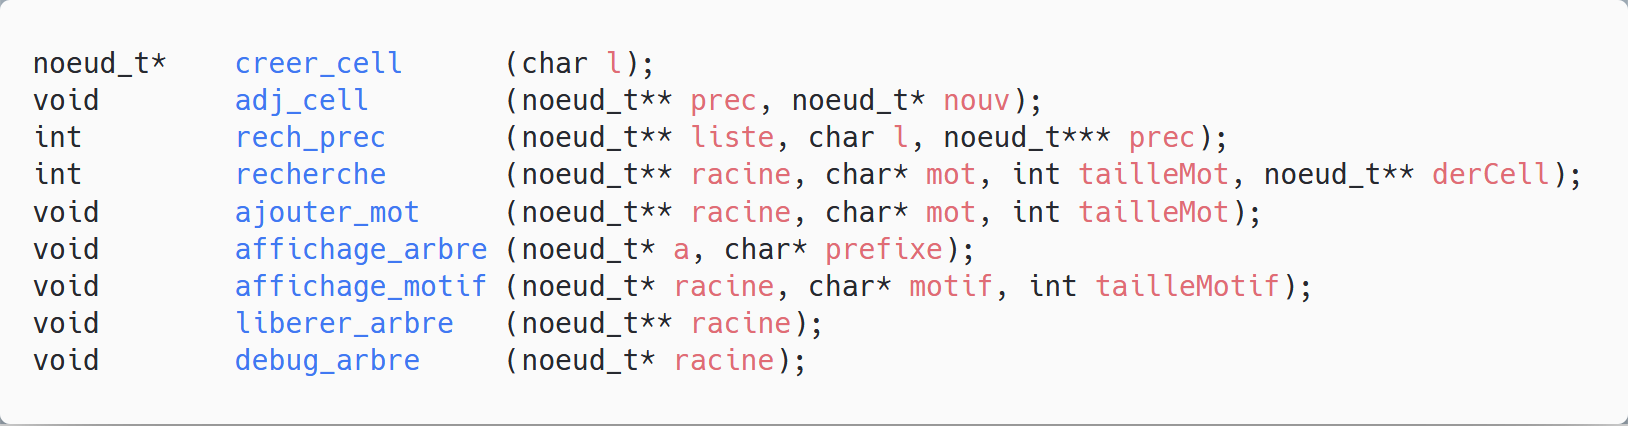 noeud_t*    creer_cell      (char l);
void        adj_cell        (noeud_t** prec, noeud_t* nouv);
int         rech_prec       (noeud_t** liste, char l, noeud_t*** prec);
int         recherche       (noeud_t** racine, char* mot, int tailleMot, noeud_t** derCell);
void        ajouter_mot     (noeud_t** racine, char* mot, int tailleMot);
void        affichage_arbre (noeud_t* a, char* prefixe);
void        affichage_motif (noeud_t* racine, char* motif, int tailleMotif);
void        liberer_arbre   (noeud_t** racine);
void        debug_arbre     (noeud_t* racine);